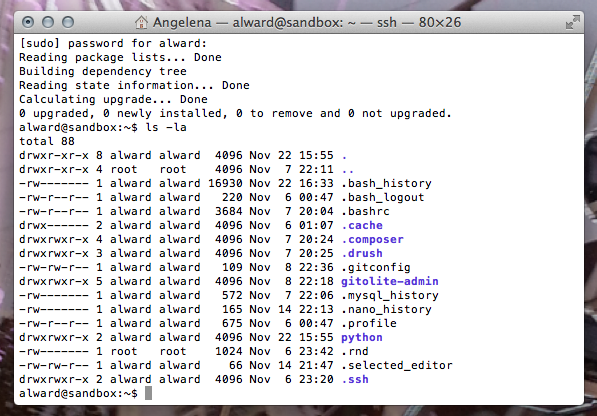 Angelena — alward@sandbox: ~ — ssh — 80×26
[sudo] password for alward:
Reading package lists... Done
Building dependency tree
Reading state information... Done
Calculating upgrade... Done
0 upgraded, 0 newly installed, 0 to remove and 0 not upgraded.
alward@sandbox:~$ ls -la
total 88
drwxr-xr-x 8 alward alward  4096 Nov 22 15:55 .
drwxr-xr-x 4 root   root    4096 Nov  7 22:11 ..
-rw------- 1 alward alward 16930 Nov 22 16:33 .bash_history
-rw-r--r-- 1 alward alward   220 Nov  6 00:47 .bash_logout
-rw-r--r-- 1 alward alward  3684 Nov  7 20:04 .bashrc
drwx------ 2 alward alward  4096 Nov  6 01:07 .cache
drwxrwxr-x 4 alward alward  4096 Nov  7 20:24 .composer
drwxrwxr-x 3 alward alward  4096 Nov  7 20:25 .drush
-rw-rw-r-- 1 alward alward   109 Nov  8 22:36 .gitconfig
drwxrwxr-x 5 alward alward  4096 Nov  8 22:18 gitolite-admin
-rw------- 1 alward alward   572 Nov  7 22:06 .mysql_history
-rw------- 1 alward alward   165 Nov 14 22:13 .nano_history
-rw-r--r-- 1 alward alward   675 Nov  6 00:47 .profile
drwxrwxr-x 2 alward alward  4096 Nov 22 15:55 python
-rw------- 1 root   root    1024 Nov  6 23:42 .rnd
-rw-rw-r-- 1 alward alward    66 Nov 14 21:47 .selected_editor
drwxrwxr-x 2 alward alward  4096 Nov  6 23:20 .ssh
alward@sandbox:~$